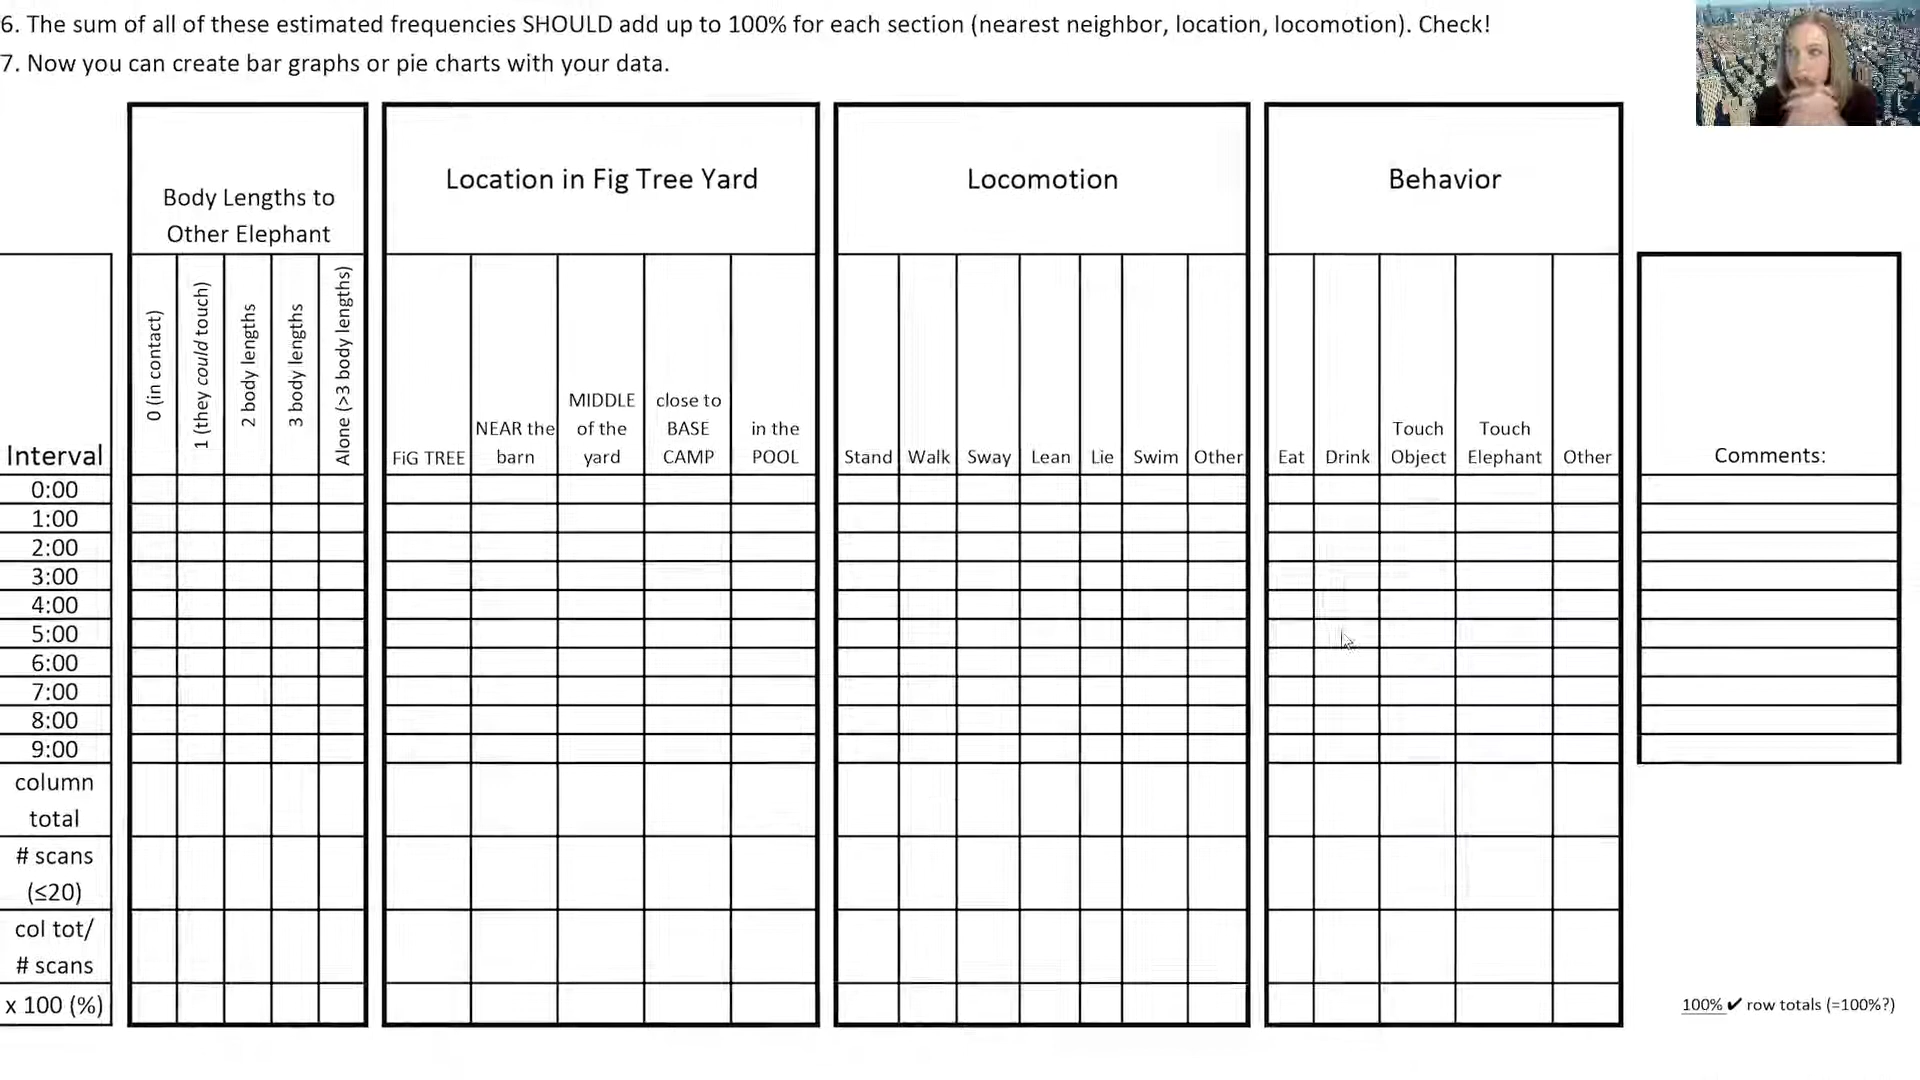 6. The sum of all of these estimated frequencies SHOULD add up to 100% for each section (nearest neighbor, location, locomotion). Check!
7. Now you can create bar graphs or pie charts with your data.
Body Lengths to
Other Elephant
Location in Fig Tree Yard
Locomotion
Behavior
Interval
0 (in contact)
1 (they could touch)
2 body lengths
3 body lengths
Alone (>3 body lengths)
FiG TREE
NEAR the
barn
MIDDLE
of the
yard
close to
BASE
CAMP
in the
POOL
Stand
Walk
Sway
Lean
Lie
Swim
Other
Eat
Drink
Touch
Object
Touch
Elephant
Other
Comments:
0:00
1:00
2:00
3:00
4:00
5:00
6:00
7:00
8:00
9:00
column
total
# scans
(≤20)
col tot/
# scans
x 100 (%)
100% ✔ row totals (=100%?)